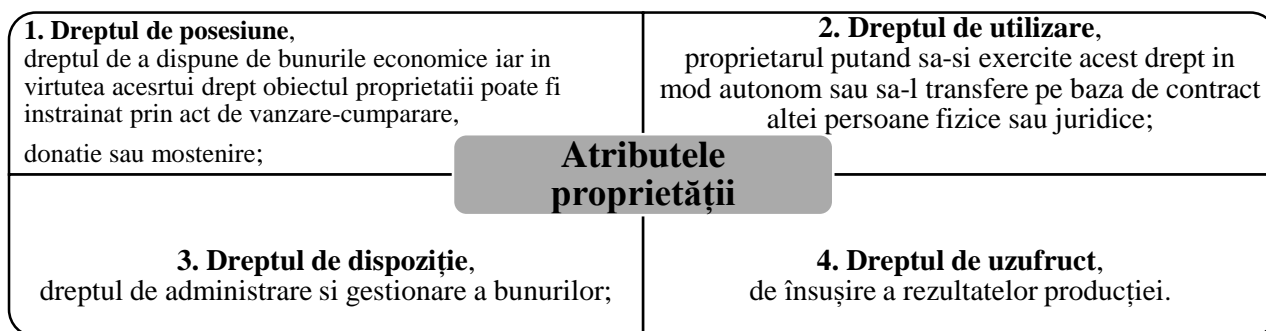 1. Dreptul de posesiune,
dreptul de a dispune de bunurile economice iar in
virtutea acesrtui drept obiectul proprietatii poate fi
instrainat prin act de vanzare-cumparare,
donatie sau mostenire;
2. Dreptul de utilizare,
proprietarul putand sa-si exercite acest drept in
mod autonom sau sa-l transfere pe baza de contract
altei persoane fizice sau juridice;
Atributele
proprietății
3. Dreptul de dispoziție,
dreptul de administrare si gestionare a bunurilor;
4. Dreptul de uzufruct,
de însușire a rezultatelor producției.